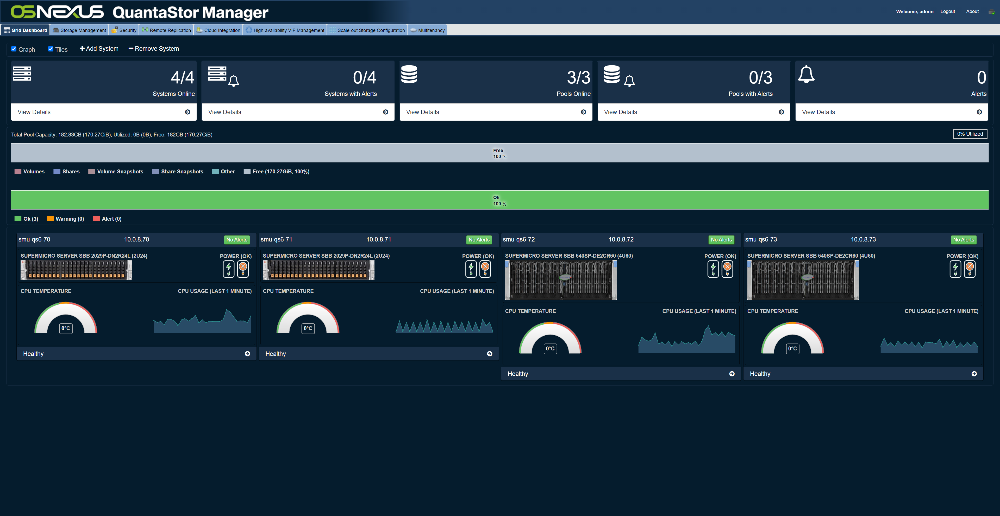 OSNEXUS QuantaStor Manager
Welcome, admin Logout About
Grid Dashboard Storage Management Security Remote Replication Cloud Integration High-availability VIF Management Scale-out Storage Configuration Multitenancy
Graph Tiles Add System Remove System
4/4 0/4 3/3 0/3 0
Systems Online Systems with Alerts Pools Online Pools with Alerts Alerts
View Details View Details View Details View Details View Details
Total Pool Capacity: 182.83GB (170.27GiB), Utilized: 0B (0B), Free: 182GB (170.27GiB) 0% Utilized
Free
100 %
Volumes Shares Volume Snapshots Share Snapshots Other Free (170.27GiB, 100%)
Ok
100 %
Ok (3) Warning (0) Alert (0)
smu-qs6-70 10.0.8.70 No Alerts smu-qs6-71 10.0.8.71 No Alerts smu-qs6-72 10.0.8.72 No Alerts smu-qs6-73 10.0.8.73 No Alerts
SUPERMICRO SERVER SBB 2029P-DN2R24L (2U24) POWER (OK) SUPERMICRO SERVER SBB 2029P-DN2R24L (2U24) POWER (OK) SUPERMICRO SERVER SBB 640SP-DE2CR60 (4U60) POWER (OK) SUPERMICRO SERVER SBB 640SP-DE2CR60 (4U60) POWER (OK)
CPU TEMPERATURE CPU USAGE (LAST 1 MINUTE) CPU TEMPERATURE CPU USAGE (LAST 1 MINUTE)
CPU TEMPERATURE CPU USAGE (LAST 1 MINUTE) CPU TEMPERATURE CPU USAGE (LAST 1 MINUTE)
0°C 0°C
0°C 0°C
Healthy Healthy
Healthy Healthy